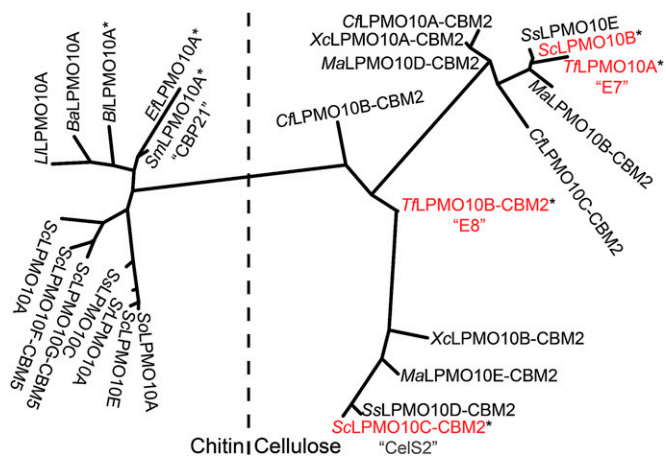 LlLPMO10A
BaLPMO10A
BlLPMO10A*
EfLPMO10A*
SmLPMO10A*
“CBP21”
ScLPMO10A
ScLPMO10F-CBM5
ScLPMO10G-CBM5
SsLPMO10C
SrLPMO10A
ScLPMO10E
SoLPMO10A
CfLPMO10A-CBM2
XcLPMO10A-CBM2
MaLPMO10D-CBM2
CfLPMO10B-CBM2
SsLPMO10E
ScLPMO10B*
TfLPMO10A*
“E7”
MaLPMO10B-CBM2
CfLPMO10C-CBM2
TfLPMO10B-CBM2*
“E8”
XcLPMO10B-CBM2
MaLPMO10E-CBM2
SsLPMO10D-CBM2
ScLPMO10C-CBM2*
“CelS2”
Chitin Cellulose